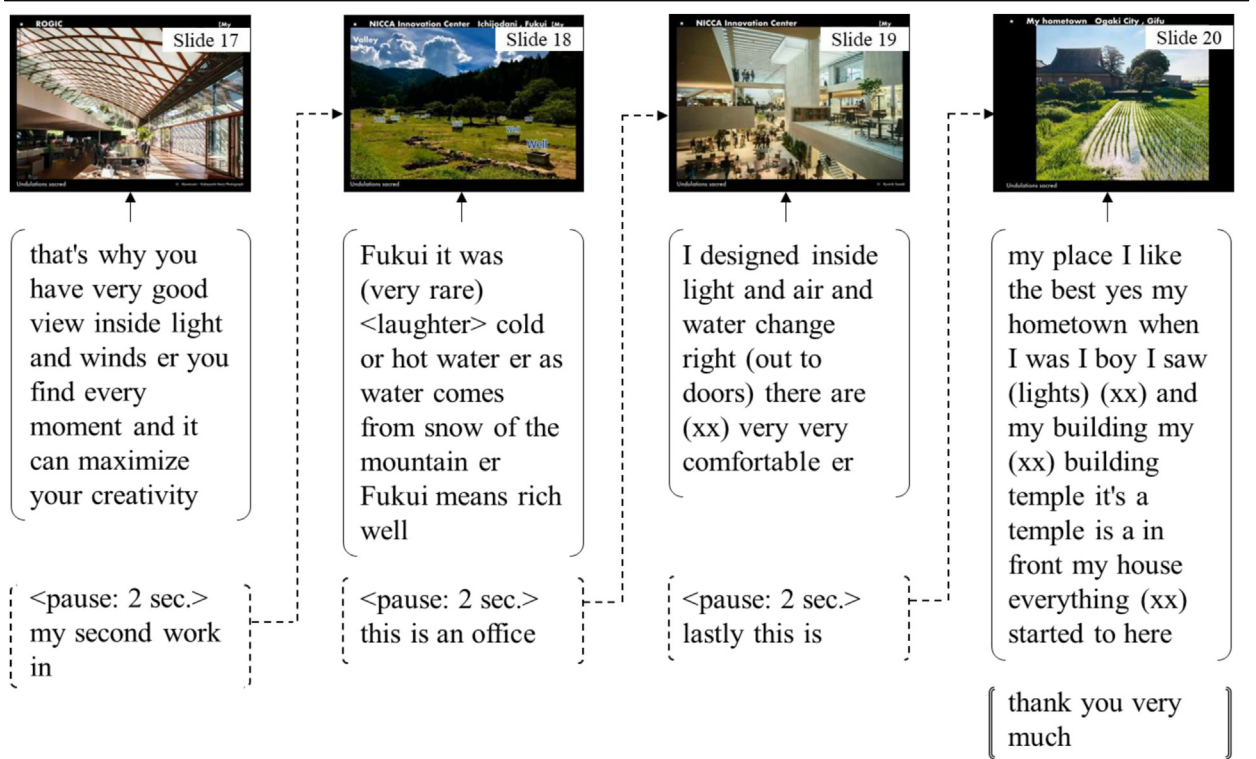 ROGIC
[My
Slide 17
Undulations sacred
that's why you
have very good
view inside light
and winds er you
find every
moment and it
can maximize
your creativity
<pause: 2 sec.>
my second work
in
NICCA Innovation Center Ichijodani , Fukui [My
Slide 18
Valley
Well
Well
Undulations sacred
Fukui it was
(very rare)
<laughter> cold
or hot water er as
water comes
from snow of the
mountain er
Fukui means rich
well
<pause: 2 sec.>
this is an office
NICCA Innovation Center
[My
Slide 19
Undulations sacred
I designed inside
light and air and
water change
right (out to
doors) there are
(xx) very very
comfortable er
<pause: 2 sec.>
lastly this is
My hometown Ogaki City , Gifu
Slide 20
Undulations sacred
my place I like
the best yes my
hometown when
I was I boy I saw
(lights) (xx) and
my building my
(xx) building
temple it's a
temple is a in
front my house
everything (xx)
started to here
thank you very
much